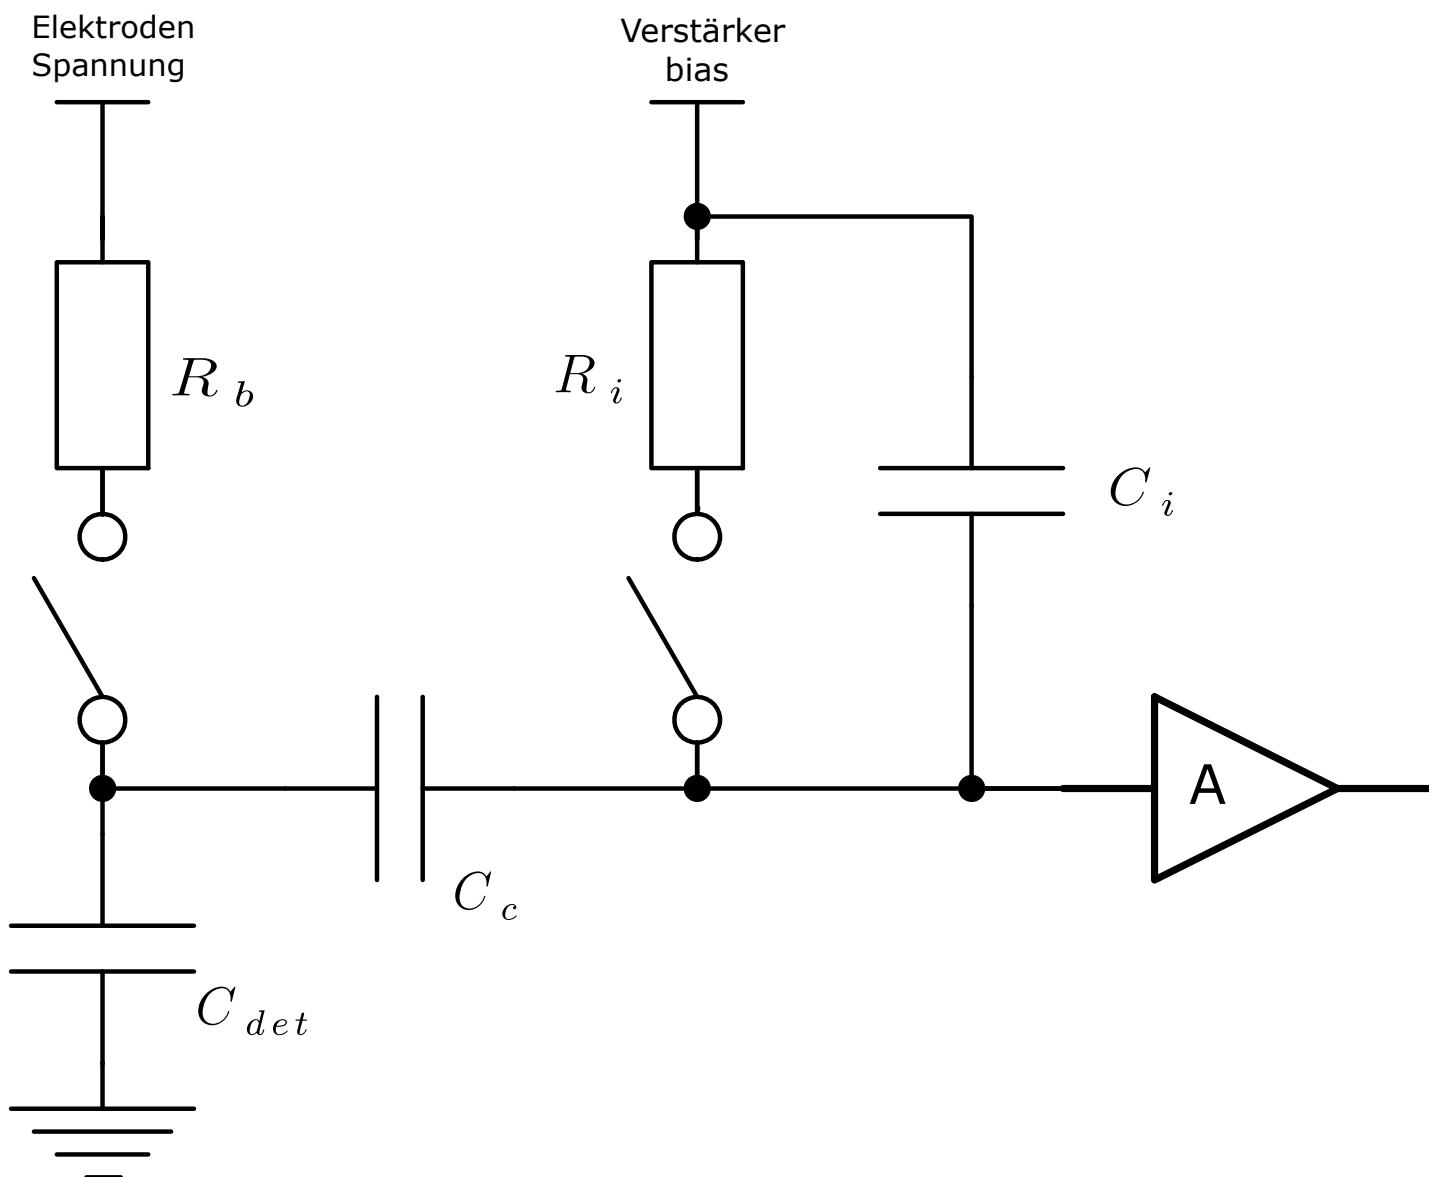 Elektroden
Spannung
Verstärker
bias
R b
R i
C i
C c
C det
A